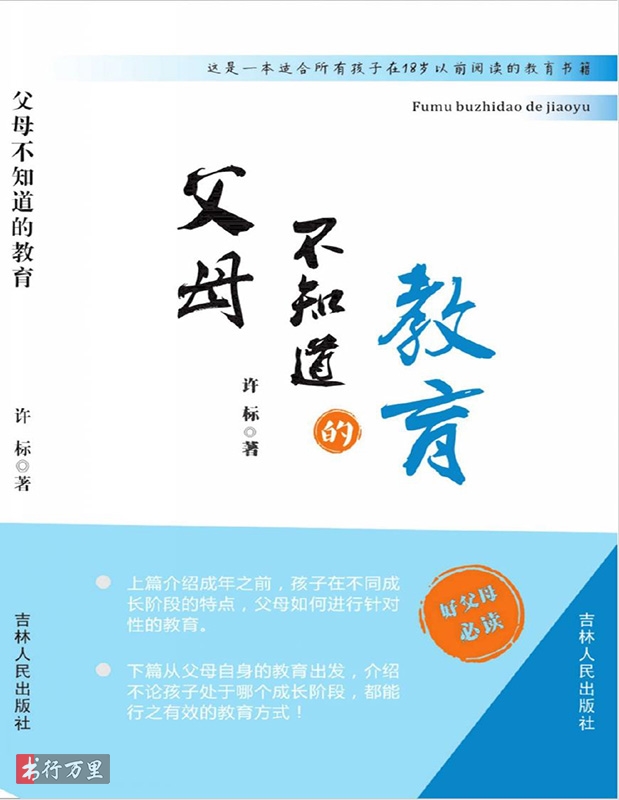 父母不知道的教育
许标◎著
吉林人民出版社
这是一本适合所有孩子在18岁以前阅读的教育书籍
Fumu buzhidao de jiaoyu
父母
不知道
的
教育
许标◎著
上篇介绍成年之前，孩子在不同成
长阶段的特点，父母如何进行针对
性的教育。
下篇从父母自身的教育出发，介绍
不论孩子处于哪个成长阶段，都能
行之有效的教育方式！
好父母
必读
吉林人民出版社
书行万里